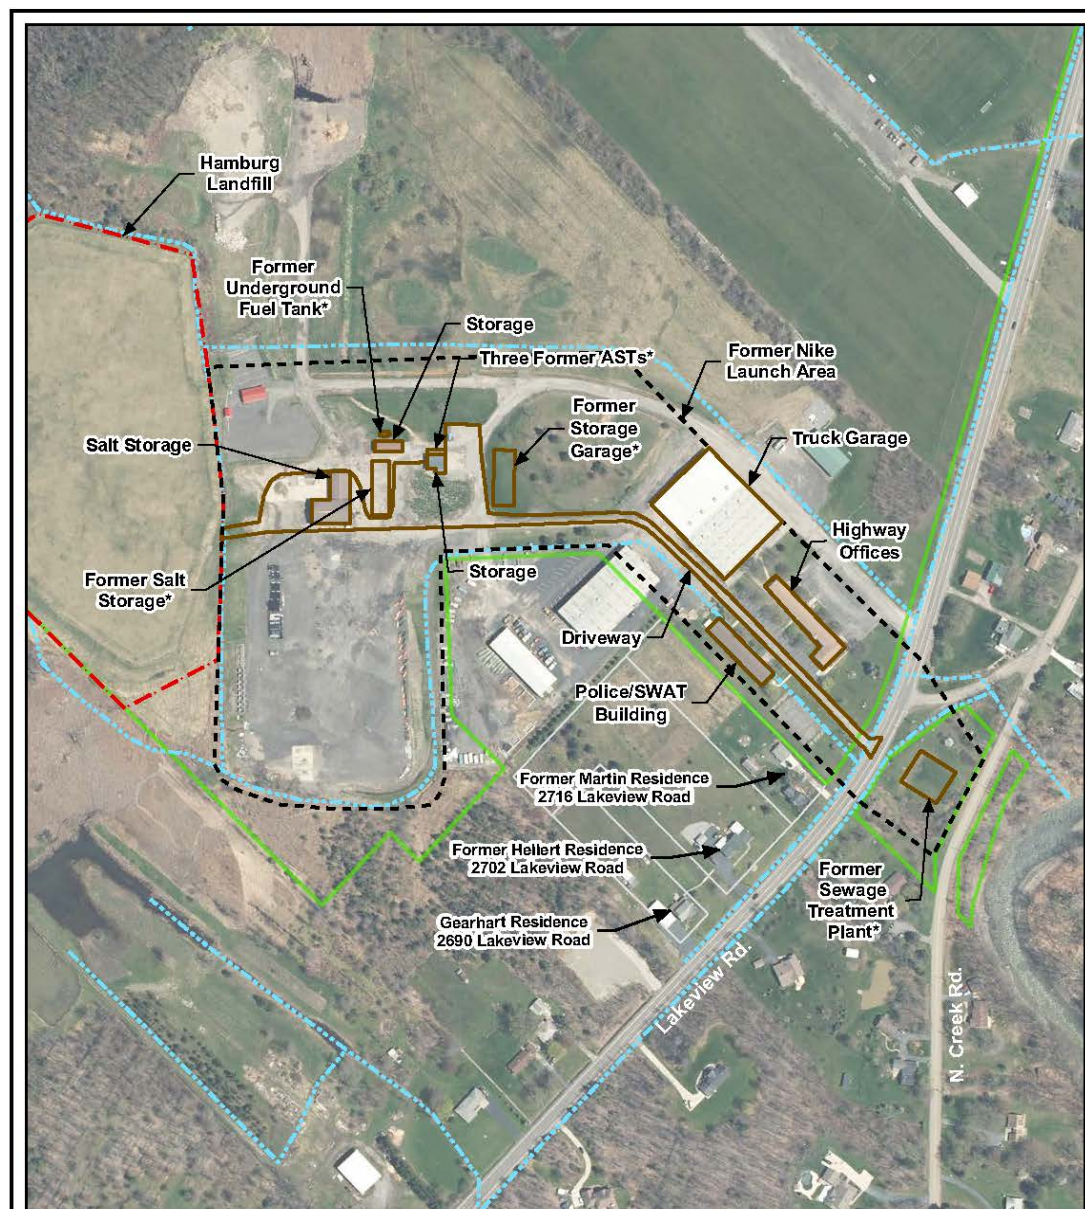 Hamburg
Landfill
Former
Underground
Fuel Tank*
Storage
Three Former ASTs*
Former Nike
Launch Area
Former
Storage
Garage*
Truck Garage
Salt Storage
Highway
Offices
Former Salt
Storage*
Storage
Driveway
Police/SWAT
Building
Former Martin Residence
2716 Lakeview Road
Former Hellert Residence
2702 Lakeview Road
Former
Sewage
Treatment
Plant*
Gearhart Residence
2690 Lakeview Road
Lakeview Rd.
N. Creek Rd.